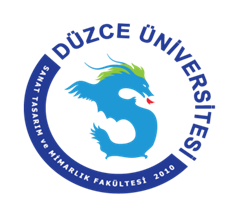 DÜZCE ÜNİVERSİTESİ
SANAT TASARIM ve MİMARLIK FAKÜLTESİ 2010